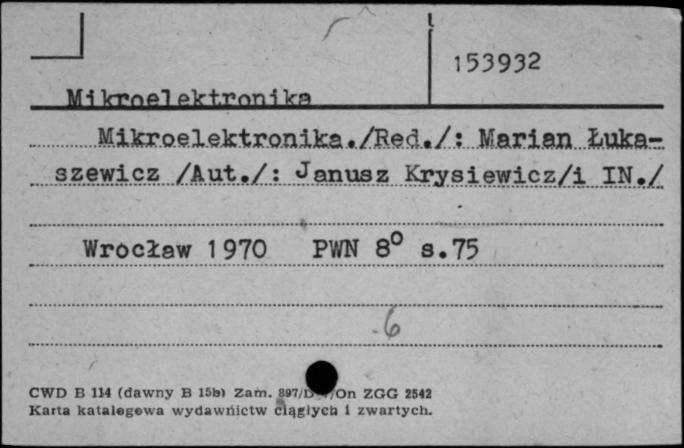 153932
Mikroelektronika
Mikroelektronika./Red./: Marian Łuka-
szewicz /Aut./: Janusz Krysiewicz/i IN./
Wrocław 1970 PWN 8° s.75
6
CWD B 114 (dawny B 15b) Zam. 897/D /On ZGG 2542
Karta katalogowa wydawnictw ciągłych i zwartych.